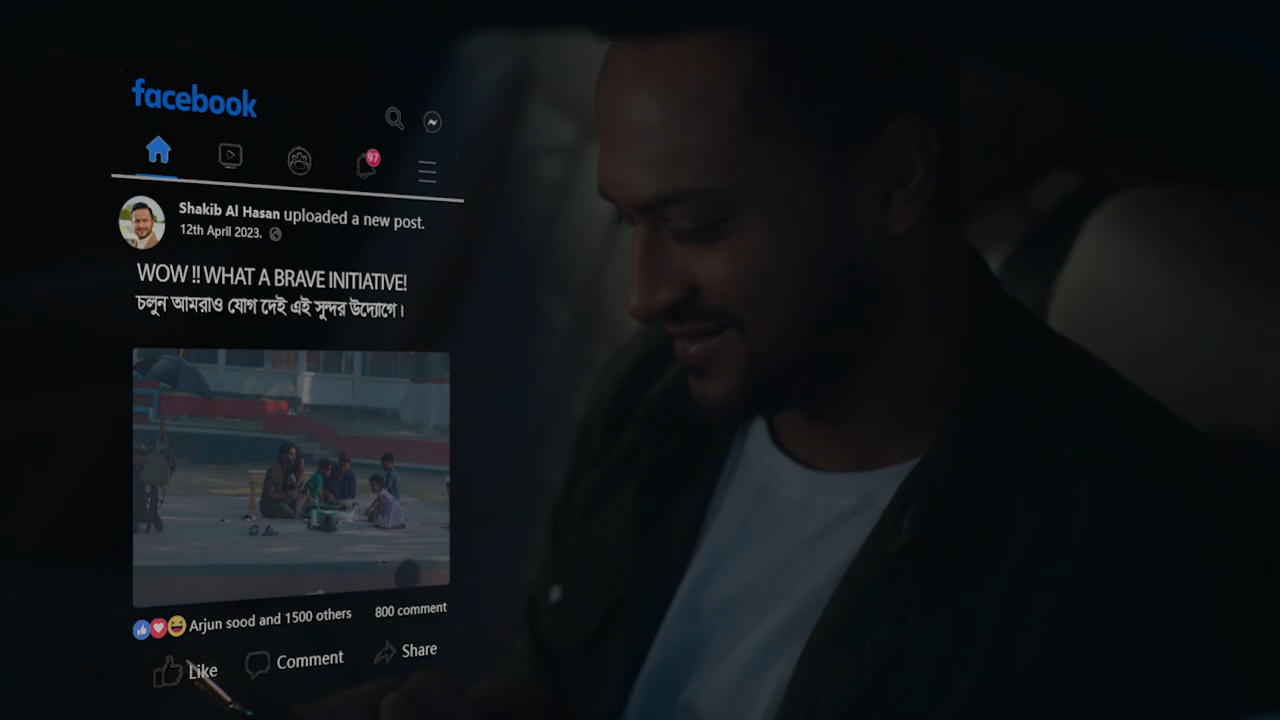 facebook
97
Shakib Al Hasan uploaded a new post.
12th April 2023.
WOW !! WHAT A BRAVE INITIATIVE!
চলুন আমরাও যোগ দেই এই সুন্দর উদ্যোগে।
Arjun sood and 1500 others 800 comment
Like Comment Share